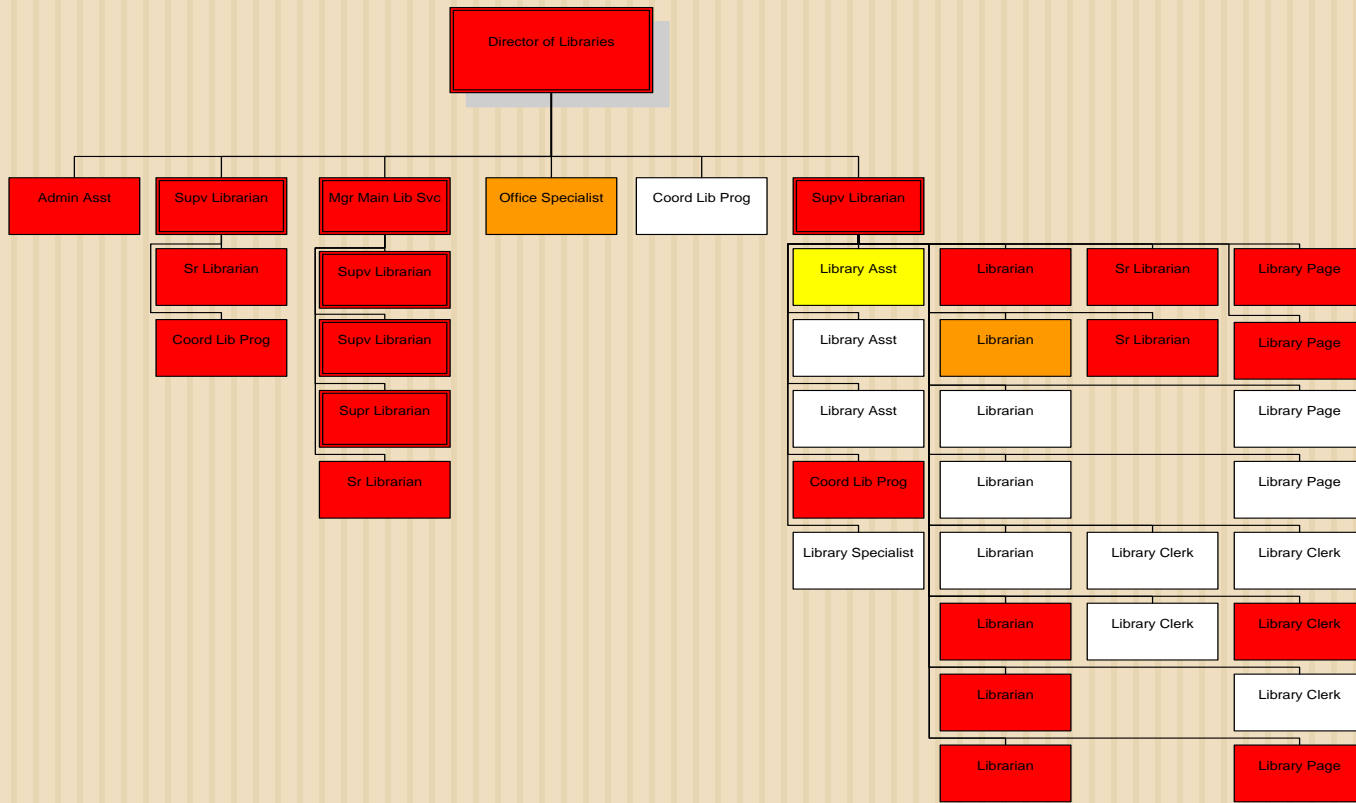 Director of Libraries
Admin Asst
Supv Librarian
Mgr Main Lib Svc
Office Specialist
Coord Lib Prog
Supv Librarian
Sr Librarian
Supv Librarian
Library Asst
Librarian
Sr Librarian
Library Page
Coord Lib Prog
Supv Librarian
Library Asst
Librarian
Sr Librarian
Library Page
Supr Librarian
Library Asst
Librarian
Library Page
Sr Librarian
Coord Lib Prog
Librarian
Library Page
Library Specialist
Librarian
Library Clerk
Library Clerk
Librarian
Library Clerk
Library Clerk
Librarian
Library Clerk
Librarian
Library Page